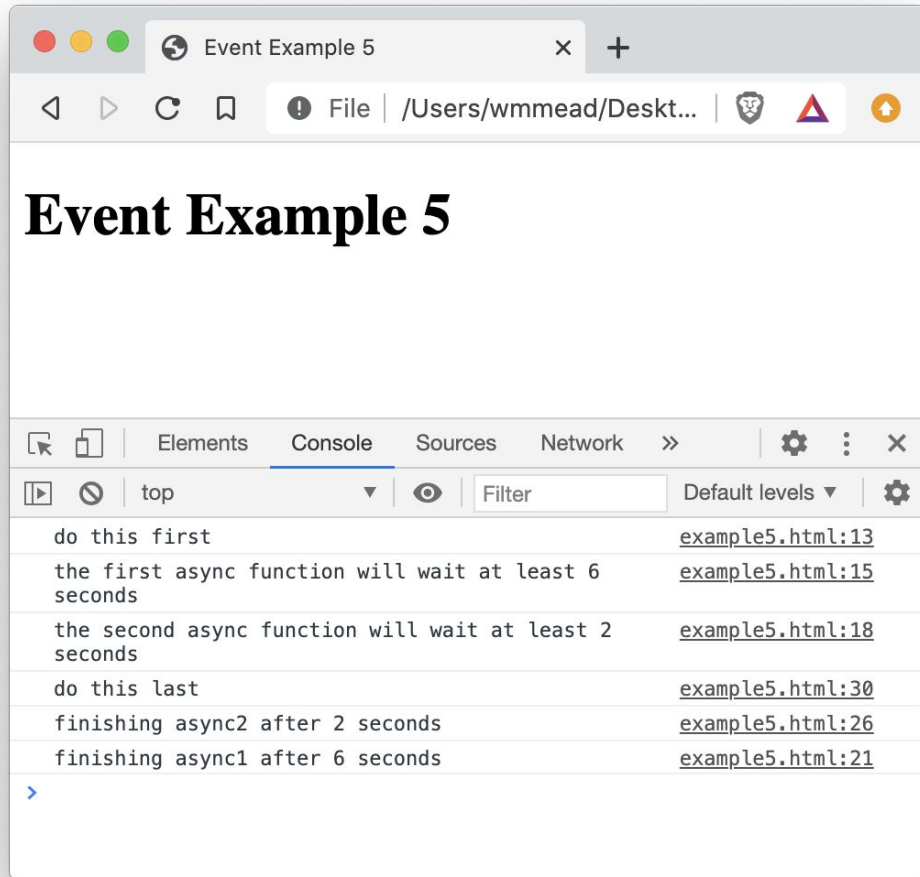 Event Example 5
File /Users/wmmead/Deskt...
Event Example 5
Elements Console Sources Network
top Filter Default levels
do this first example5.html:13
the first async function will wait at least 6 example5.html:15
seconds
the second async function will wait at least 2 example5.html:18
seconds
do this last example5.html:30
finishing async2 after 2 seconds example5.html:26
finishing async1 after 6 seconds example5.html:21